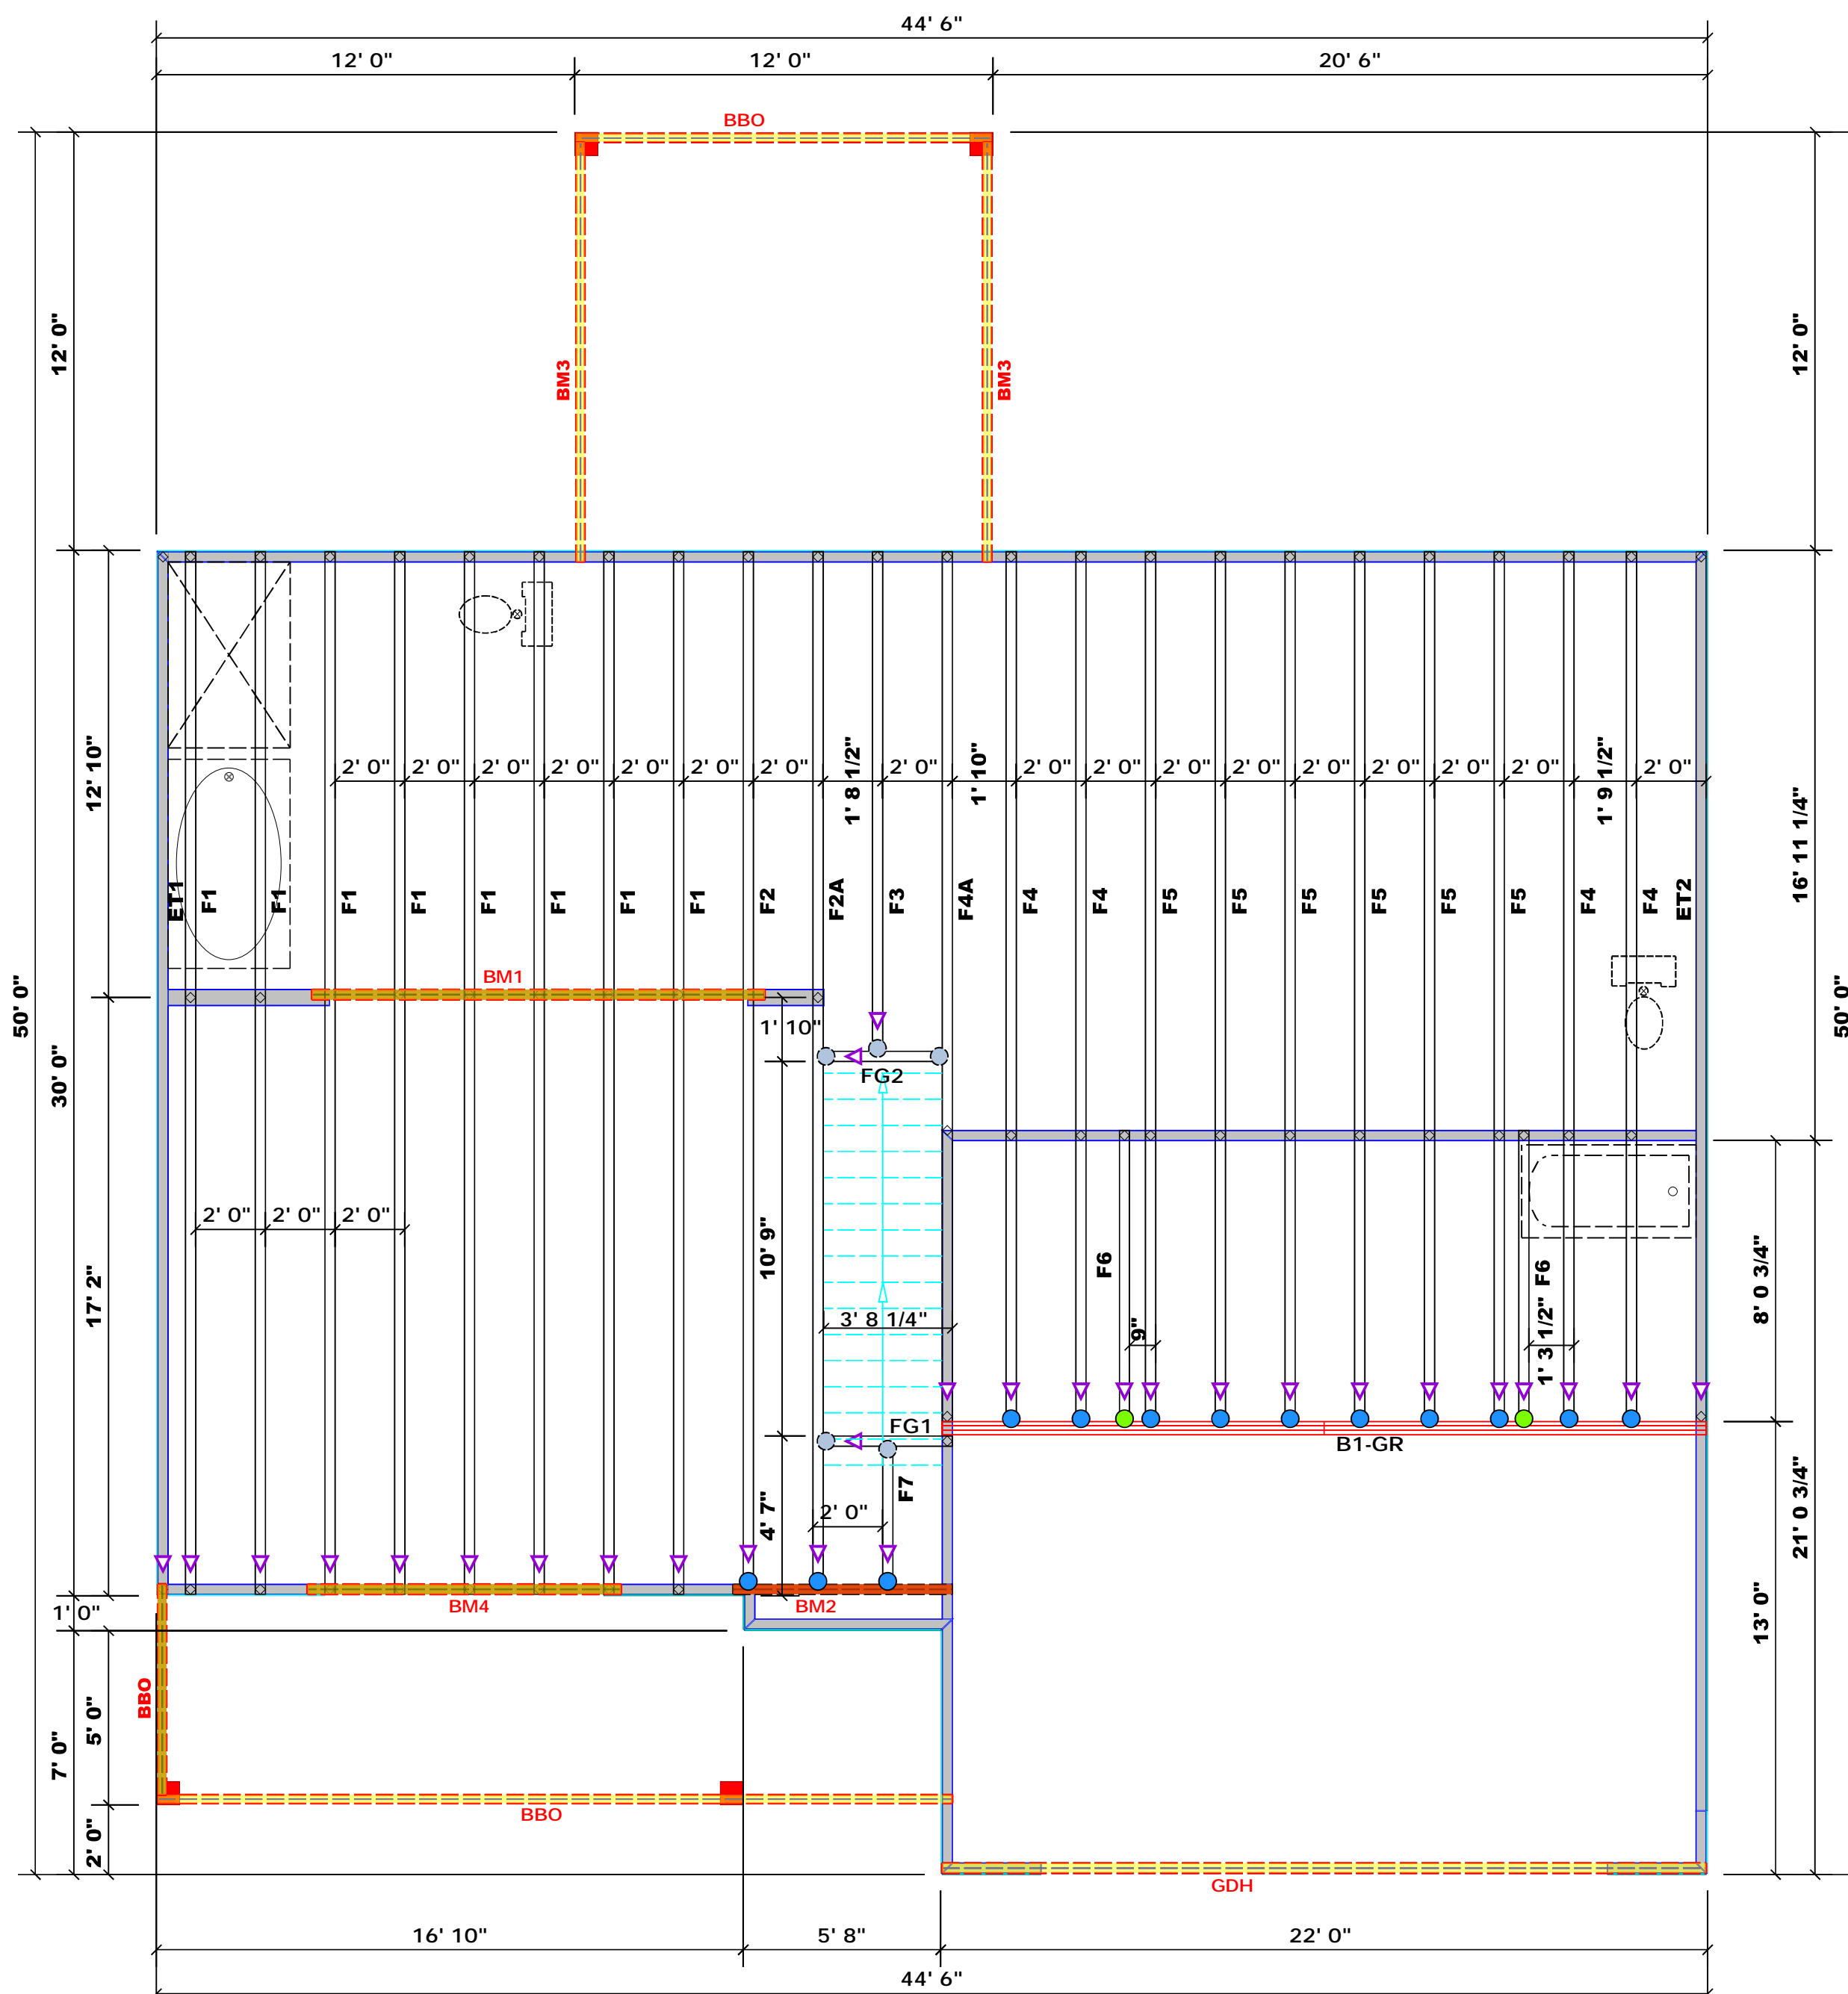 44' 6"
12' 0"
12' 0"
20' 6"
BBO
12' 0"
BM3
BM3
12' 0"
2' 0"
2' 0"
2' 0"
2' 0"
2' 0"
2' 0"
2' 0"
1' 8 1/2"
2' 0"
1' 10"
2' 0"
2' 0"
2' 0"
2' 0"
2' 0"
2' 0"
2' 0"
2' 0"
1' 9 1/2"
2' 0"
12' 10"
16' 11 1/4"
ET1
F1
F1
F1
F1
F1
F1
F1
F1
F2
F2A
F3
F4A
F4
F4
F5
F5
F5
F5
F5
F5
F4
F4
ET2
BM1
50' 0"
50' 0"
1' 10"
30' 0"
FG2
2' 0"
2' 0"
2' 0"
10' 9"
F6
F6
17' 2"
8' 0 3/4"
3' 8 1/4"
9"
1' 3 1/2"
FG1
B1-GR
F7
4' 7"
2' 0"
21' 0 3/4"
1' 0"
BM4
BM2
13' 0"
BBO
5' 0"
7' 0"
BBO
2' 0"
GDH
16' 10"
5' 8"
22' 0"
44' 6"